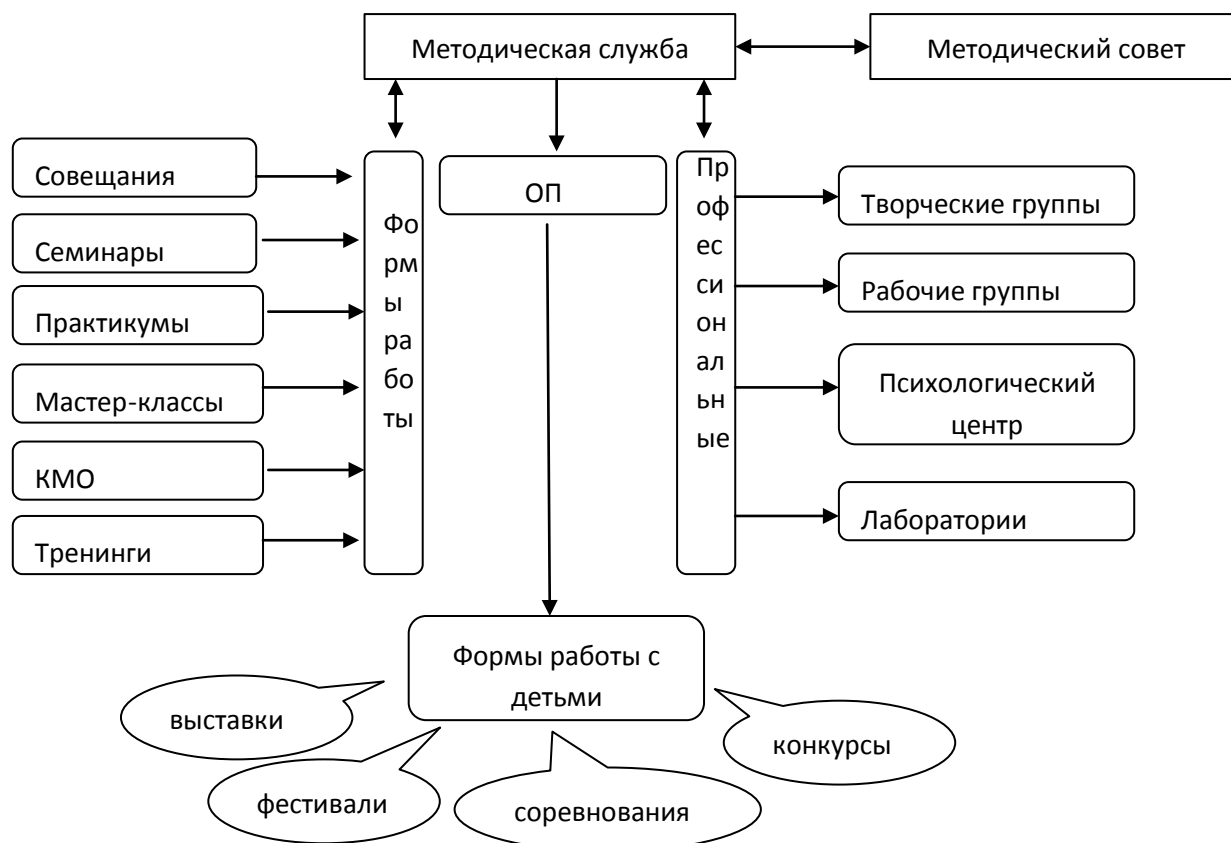 Методическая служба
Методический совет
Совещания
Семинары
Практикумы
Мастер-классы
КМО
Тренинги
Фо
рм
ы
ра
бо
ты
ОП
Пр
оф
ес
си
он
ал
ьн
ые
Творческие группы
Рабочие группы
Психологический
центр
Лаборатории
Формы работы с
детьми
выставки
фестивали
соревнования
конкурсы